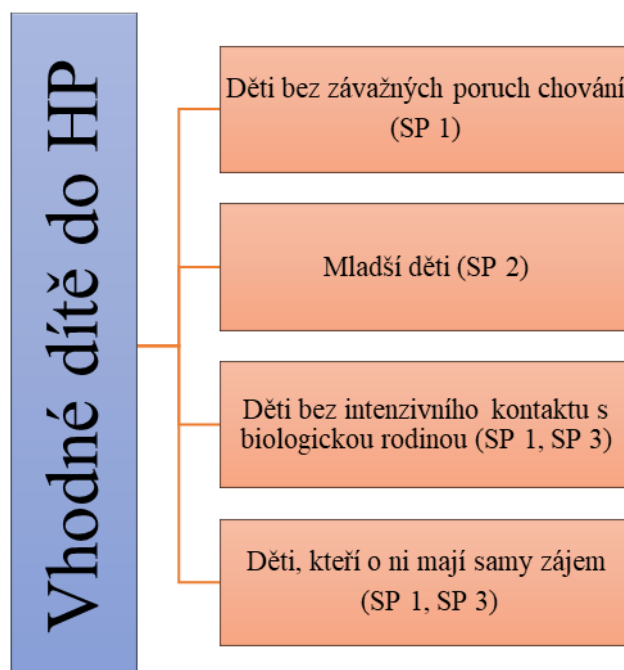 Vhodné dítě do HP
Děti bez závažných poruch chování
(SP 1)
Mladší děti (SP 2)
Děti bez intenzivního kontaktu s
biologickou rodinou (SP 1, SP 3)
Děti, kteří o ni mají samy zájem
(SP 1, SP 3)